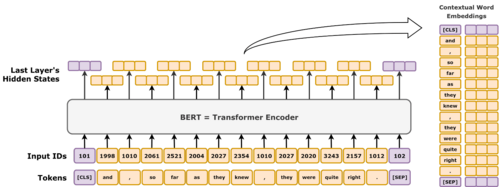 Contextual Word
Embeddings
[CLS]
and
,
so
far
as
they
knew
,
they
were
quite
right
.
[SEP]
Last Layer's
Hidden States
BERT = Transformer Encoder
Input IDs 101 1998 1010 2061 2521 2004 2027 2354 1010 2027 2020 3243 2157 1012 102
Tokens [CLS] and , so far as they knew , they were quite right . [SEP]